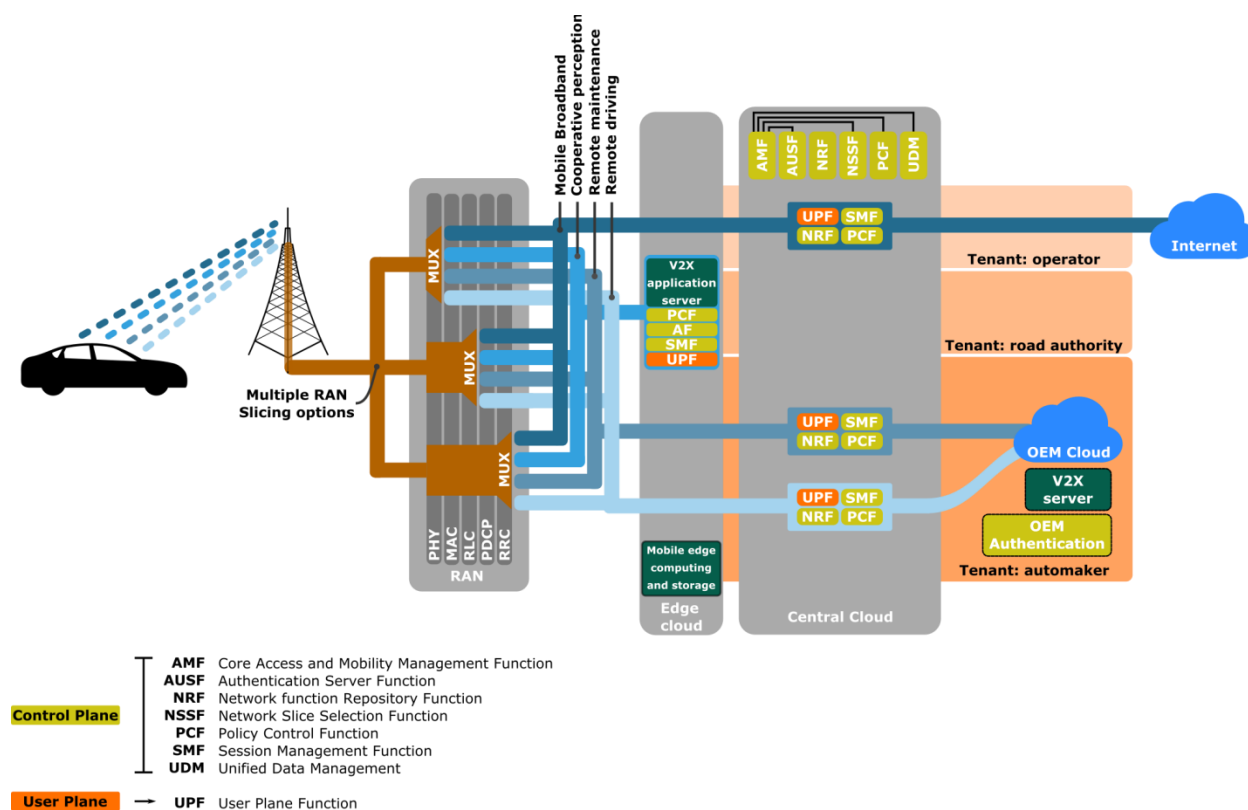 Mobile Broadband
Cooperative perception
Remote maintenance
Remote driving
AMF
AUSF
NRF
NSSF
PCF
UDM
MUX
MUX
MUX
Multiple RAN
Slicing options
PHY
MAC
RLC
PDCP
RRC
RAN
V2X
application
server
PCF
AF
SMF
UPF
Mobile edge
computing
and storage
Edge
cloud
UPF SMF
NRF PCF
UPF SMF
NRF PCF
UPF SMF
NRF PCF
Central Cloud
Internet
Tenant: operator
Tenant: road authority
OEM Cloud
V2X
server
OEM
Authentication
Tenant: automaker
Control Plane
AMF Core Access and Mobility Management Function
AUSF Authentication Server Function
NRF Network function Repository Function
NSSF Network Slice Selection Function
PCF Policy Control Function
SMF Session Management Function
UDM Unified Data Management
User Plane
UPF User Plane Function